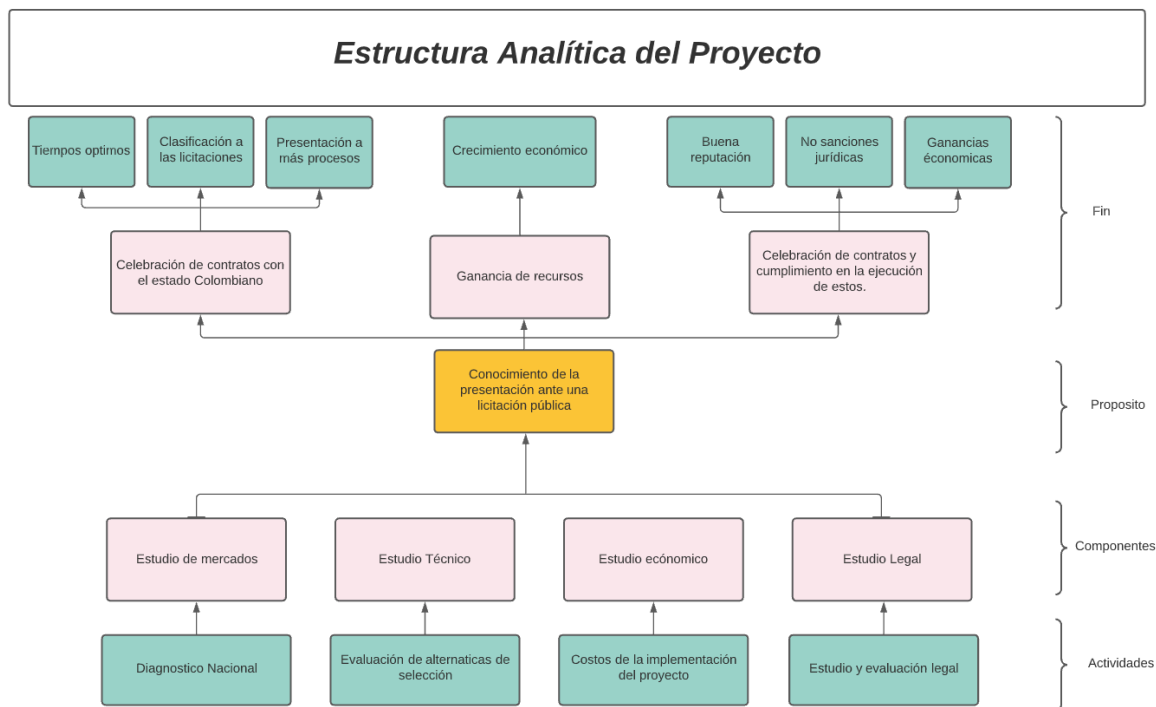 Estructura Analítica del Proyecto
Tiempos optimos
Clasificación a
las licitaciones
Presentación a
más procesos
Crecimiento económico
Buena
reputación
No sanciones
jurídicas
Ganancias
économicas
Fin
Celebración de contratos con
el estado Colombiano
Ganancia de recursos
Celebración de contratos y
cumplimiento en la ejecución
de estos.
Conocimiento de la
presentación ante una
licitación pública
Proposito
Estudio de mercados
Estudio Técnico
Estudio ecónomico
Estudio Legal
Componentes
Diagnostico Nacional
Evaluación de alternaticas de
selección
Costos de la implementación
del proyecto
Estudio y evaluación legal
Actividades